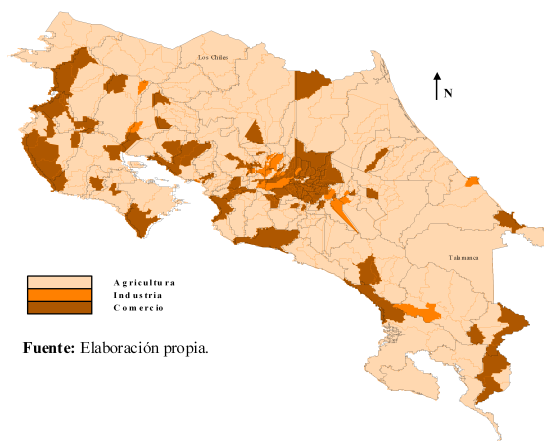 Los Chiles
N
Talamanca
Agricultura
Industria
Comercio
Fuente: Elaboración propia.